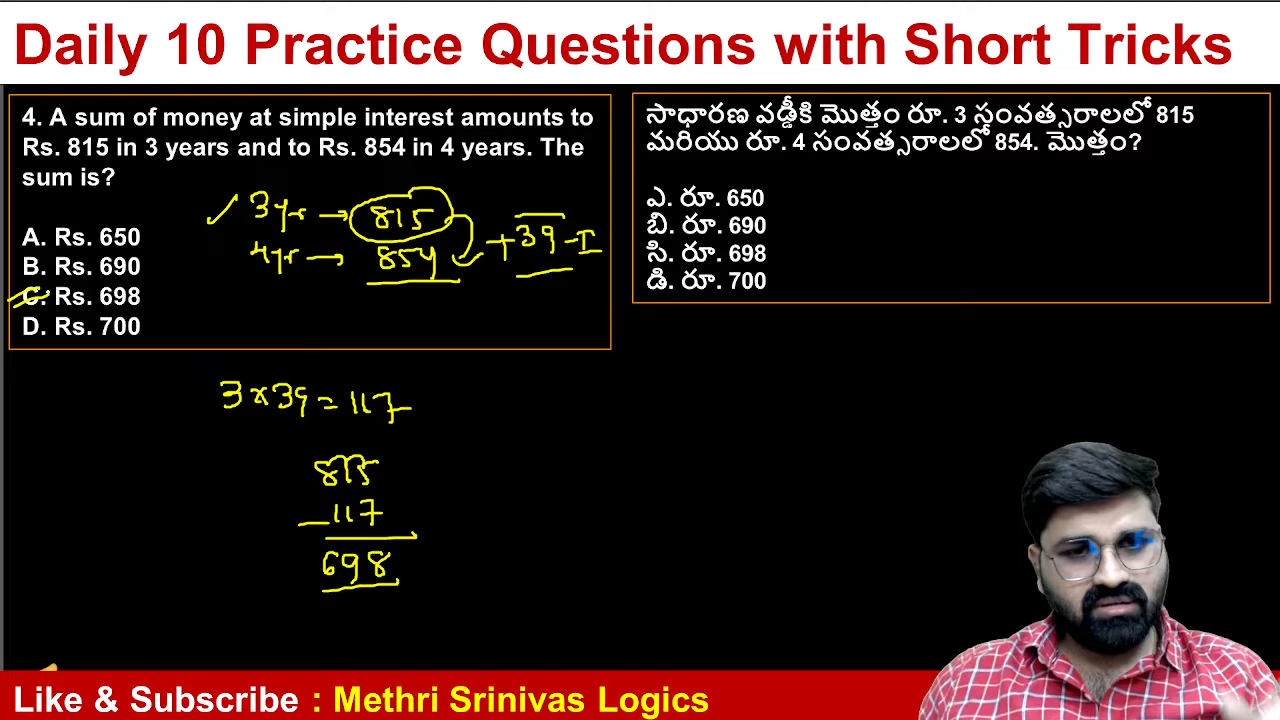 Daily 10 Practice Questions with Short Tricks
4. A sum of money at simple interest amounts to
Rs. 815 in 3 years and to Rs. 854 in 4 years. The
sum is?
3yr → 815
4yr → 854
+39-I
A. Rs. 650
B. Rs. 690
C. Rs. 698
D. Rs. 700
సాధారణ వడ్డీకి మొత్తం రూ. 3 సంవత్సరాలలో 815
మరియు రూ. 4 సంవత్సరాలలో 854. మొత్తం?
ఎ. రూ. 650
బి. రూ. 690
సి. రూ. 698
డి. రూ. 700
3x39=117
815
-117
698
Like & Subscribe : Methri Srinivas Logics